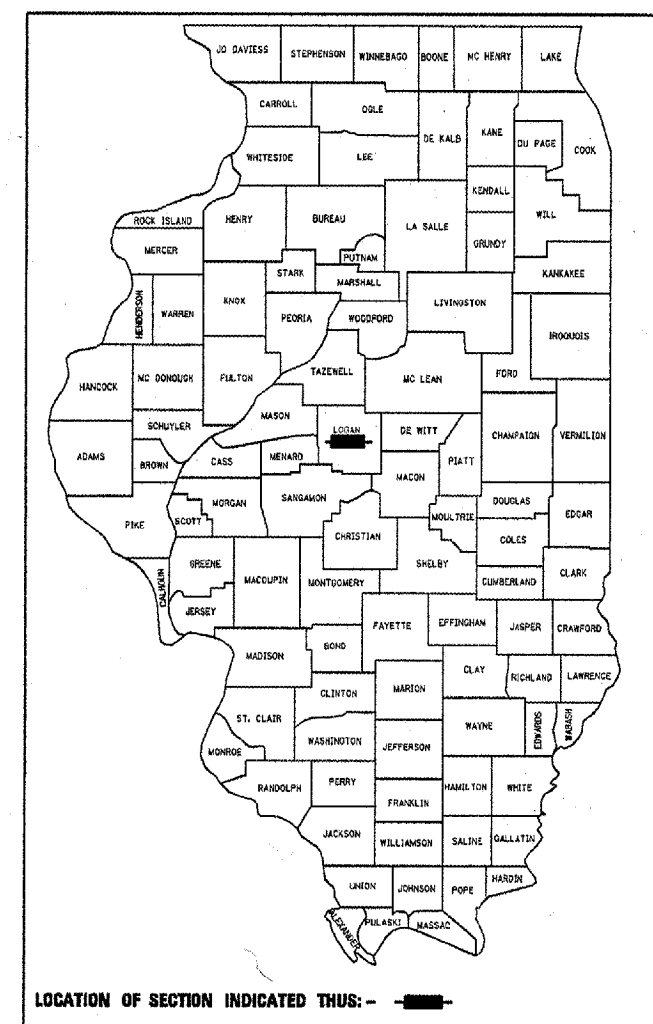 JO DAVIESS STEPHENSON WINNEBAGO BOONE MC HENRY LAKE
CARROLL OGLE DE KALB KANE DU PAGE COOK
WHITESIDE LEE
KENDALL WILL
ROCK ISLAND HENRY BUREAU LA SALLE GRUNDY
MERCER PUTNAM KANKAKEE
STARK MARSHALL
HENDERSON WARREN KNOX PEORIA WOODFORD LIVINGSTON IROQUOIS
HANCOCK MC DONOUGH FULTON TAZEWELL MC LEAN FORD
MASON
SCHUYLER LOGAN DE WITT CHAMPAIGN VERMILION
ADAMS BROWN CASS MENARD PIATT
MACON
MORGAN SANGAMON DOUGLAS EDGAR
PIKE SCOTT MOULTRIE
CHRISTIAN COLES
GREENE SHELBY CLARK
CALHOUN MACOUPIN MONTGOMERY CUMBERLAND
JERSEY FAYETTE EFFINGHAM JASPER CRAWFORD
MADISON BOND
CLAY RICHLAND LAWRENCE
CLINTON MARION
ST. CLAIR WAYNE EDWARDS WABASH
MONROE WASHINGTON JEFFERSON
RANDOLPH PERRY HAMILTON WHITE
FRANKLIN
JACKSON WILLIAMSON SALINE GALLATIN
UNION JOHNSON POPE HARDIN
ALEXANDER PULASKI MASSAC
LOCATION OF SECTION INDICATED THUS:-